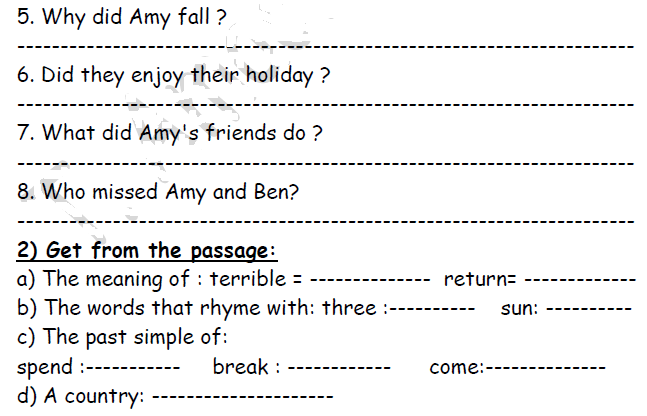 5. Why did Amy fall ?
--------------------------------------------------------------------------
6. Did they enjoy their holiday ?
--------------------------------------------------------------------------
7. What did Amy's friends do ?
--------------------------------------------------------------------------
8. Who missed Amy and Ben?
--------------------------------------------------------------------------
2) Get from the passage:
a) The meaning of : terrible = -------------- return= -------------
b) The words that rhyme with: three :---------- sun: ----------
c) The past simple of:
spend :----------- break : ------------ come:--------------
d) A country: ---------------------